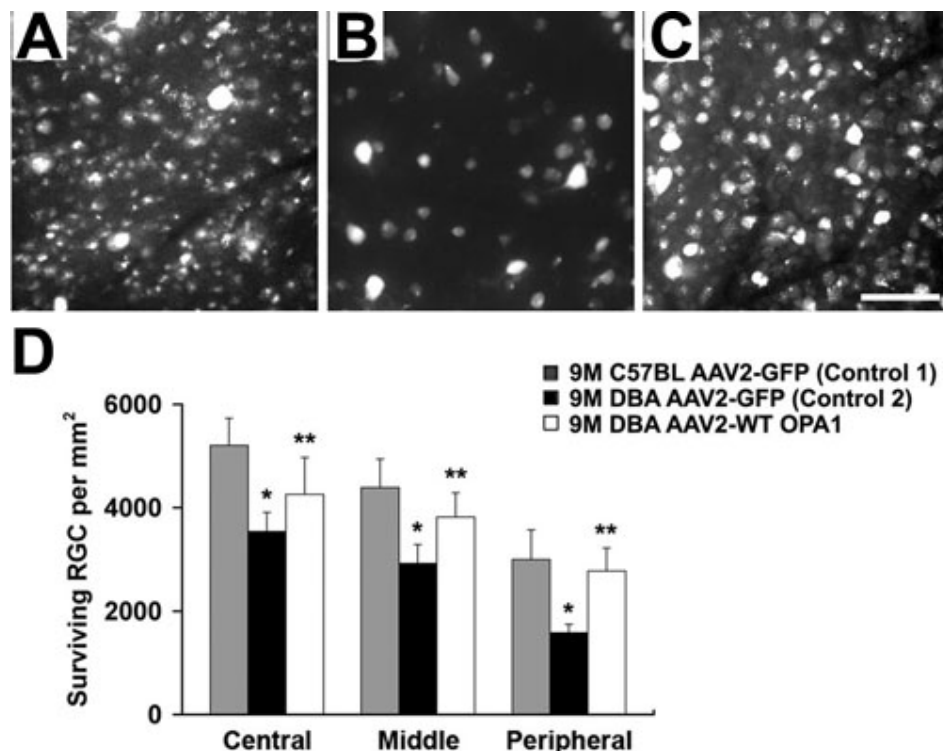 A B C
D
9M C57BL AAV2-GFP (Control 1)
9M DBA AAV2-GFP (Control 2)
9M DBA AAV2-WT OPA1
Surviving RGC per mm²
6000
4000
2000
0
* **
* **
* **
Central Middle Peripheral